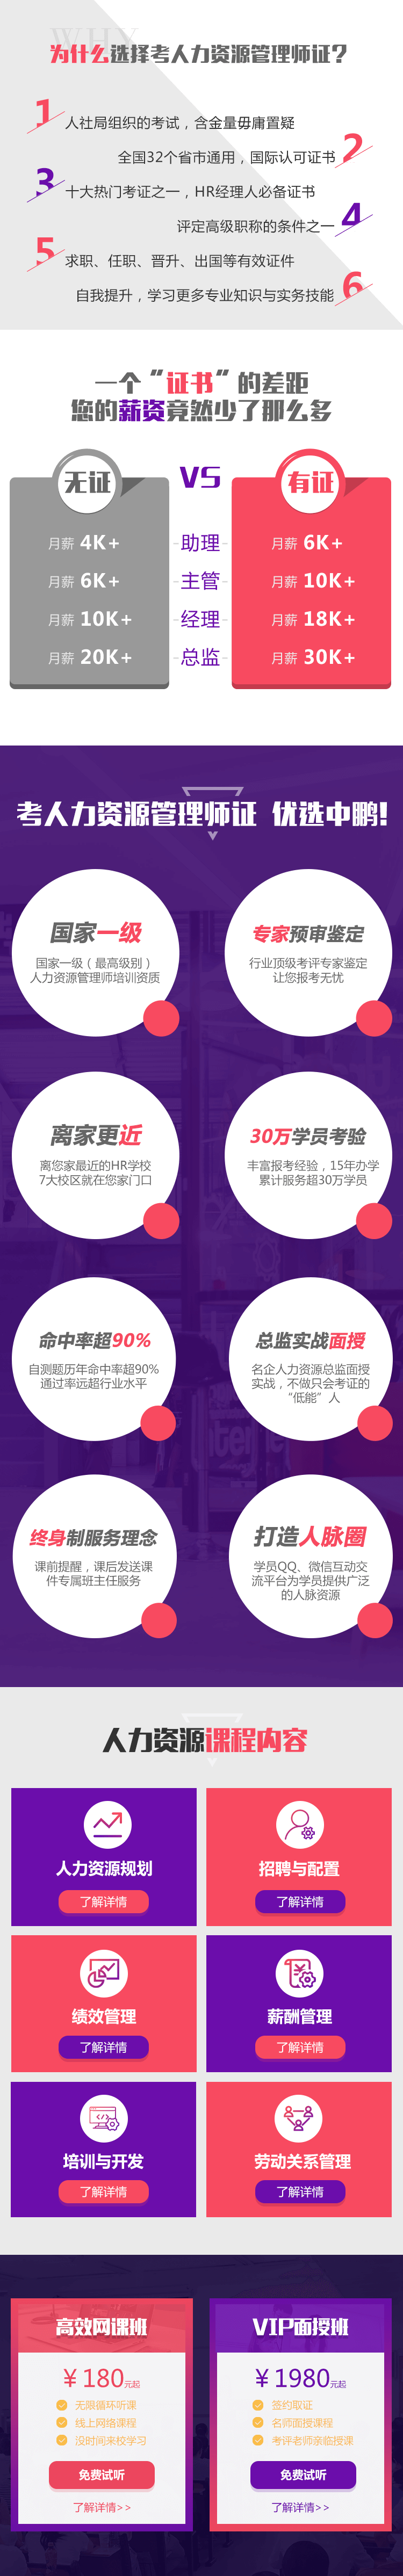 WHY
为什么选择考人力资源管理师证?
1
人社局组织的考试，含金量毋庸置疑
全国32个省市通用，国际认可证书
2
3
十大热门考证之一，HR经理人必备证书
评定高级职称的条件之一
4
5
求职、任职、晋升、出国等有效证件
自我提升，学习更多专业知识与实务技能
6
一个“证书”的差距
您的薪资竟然少了那么多
无证
VS
有证
月薪 4K+
助理
月薪 6K+
月薪 6K+
主管
月薪 10K+
月薪 10K+
经理
月薪 18K+
月薪 20K+
总监
月薪 30K+
考人力资源管理师证 优选中鹏!
国家一级
国家一级（最高级别）
人力资源管理师培训资质
专家预审鉴定
行业顶级考评专家鉴定
让您报考无忧
离家更近
离您家最近的HR学校
7大校区就在您家门口
30万学员考验
丰富报考经验，15年办学
累计服务超30万学员
命中率超90%
自测题历年命中率超90%
通过率远超行业水平
总监实战面授
名企人力资源总监面授
实战，不做只会考证的
“低能”人
终身制服务理念
课前提醒，课后发送课
件专属班主任服务
打造人脉圈
学员QQ、微信互动交
流平台为学员提供广泛
的人脉资源
人力资源课程内容
人力资源规划
了解详情
招聘与配置
了解详情
绩效管理
了解详情
薪酬管理
了解详情
培训与开发
了解详情
劳动关系管理
了解详情
高效网课班
¥180元起
无限循环听课
线上网络课程
没时间来校学习
免费试听
了解详情>>
VIP面授班
¥1980元起
签约取证
名师面授课程
考评老师亲临授课
免费试听
了解详情>>